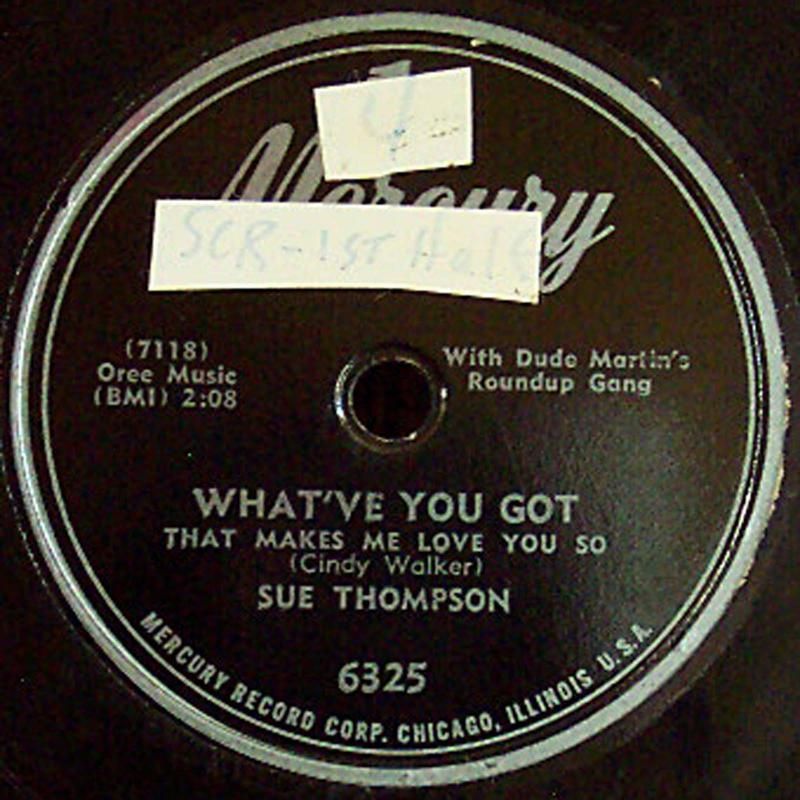 Mercury
SCR-1ST Half
(7118)
Oree Music
(BMI) 2:08
With Dude Martin's
Roundup Gang
WHAT'VE YOU GOT
THAT MAKES ME LOVE YOU SO
(Cindy Walker)
SUE THOMPSON
6325
MERCURY RECORD CORP. CHICAGO, ILLINOIS U.S.A.